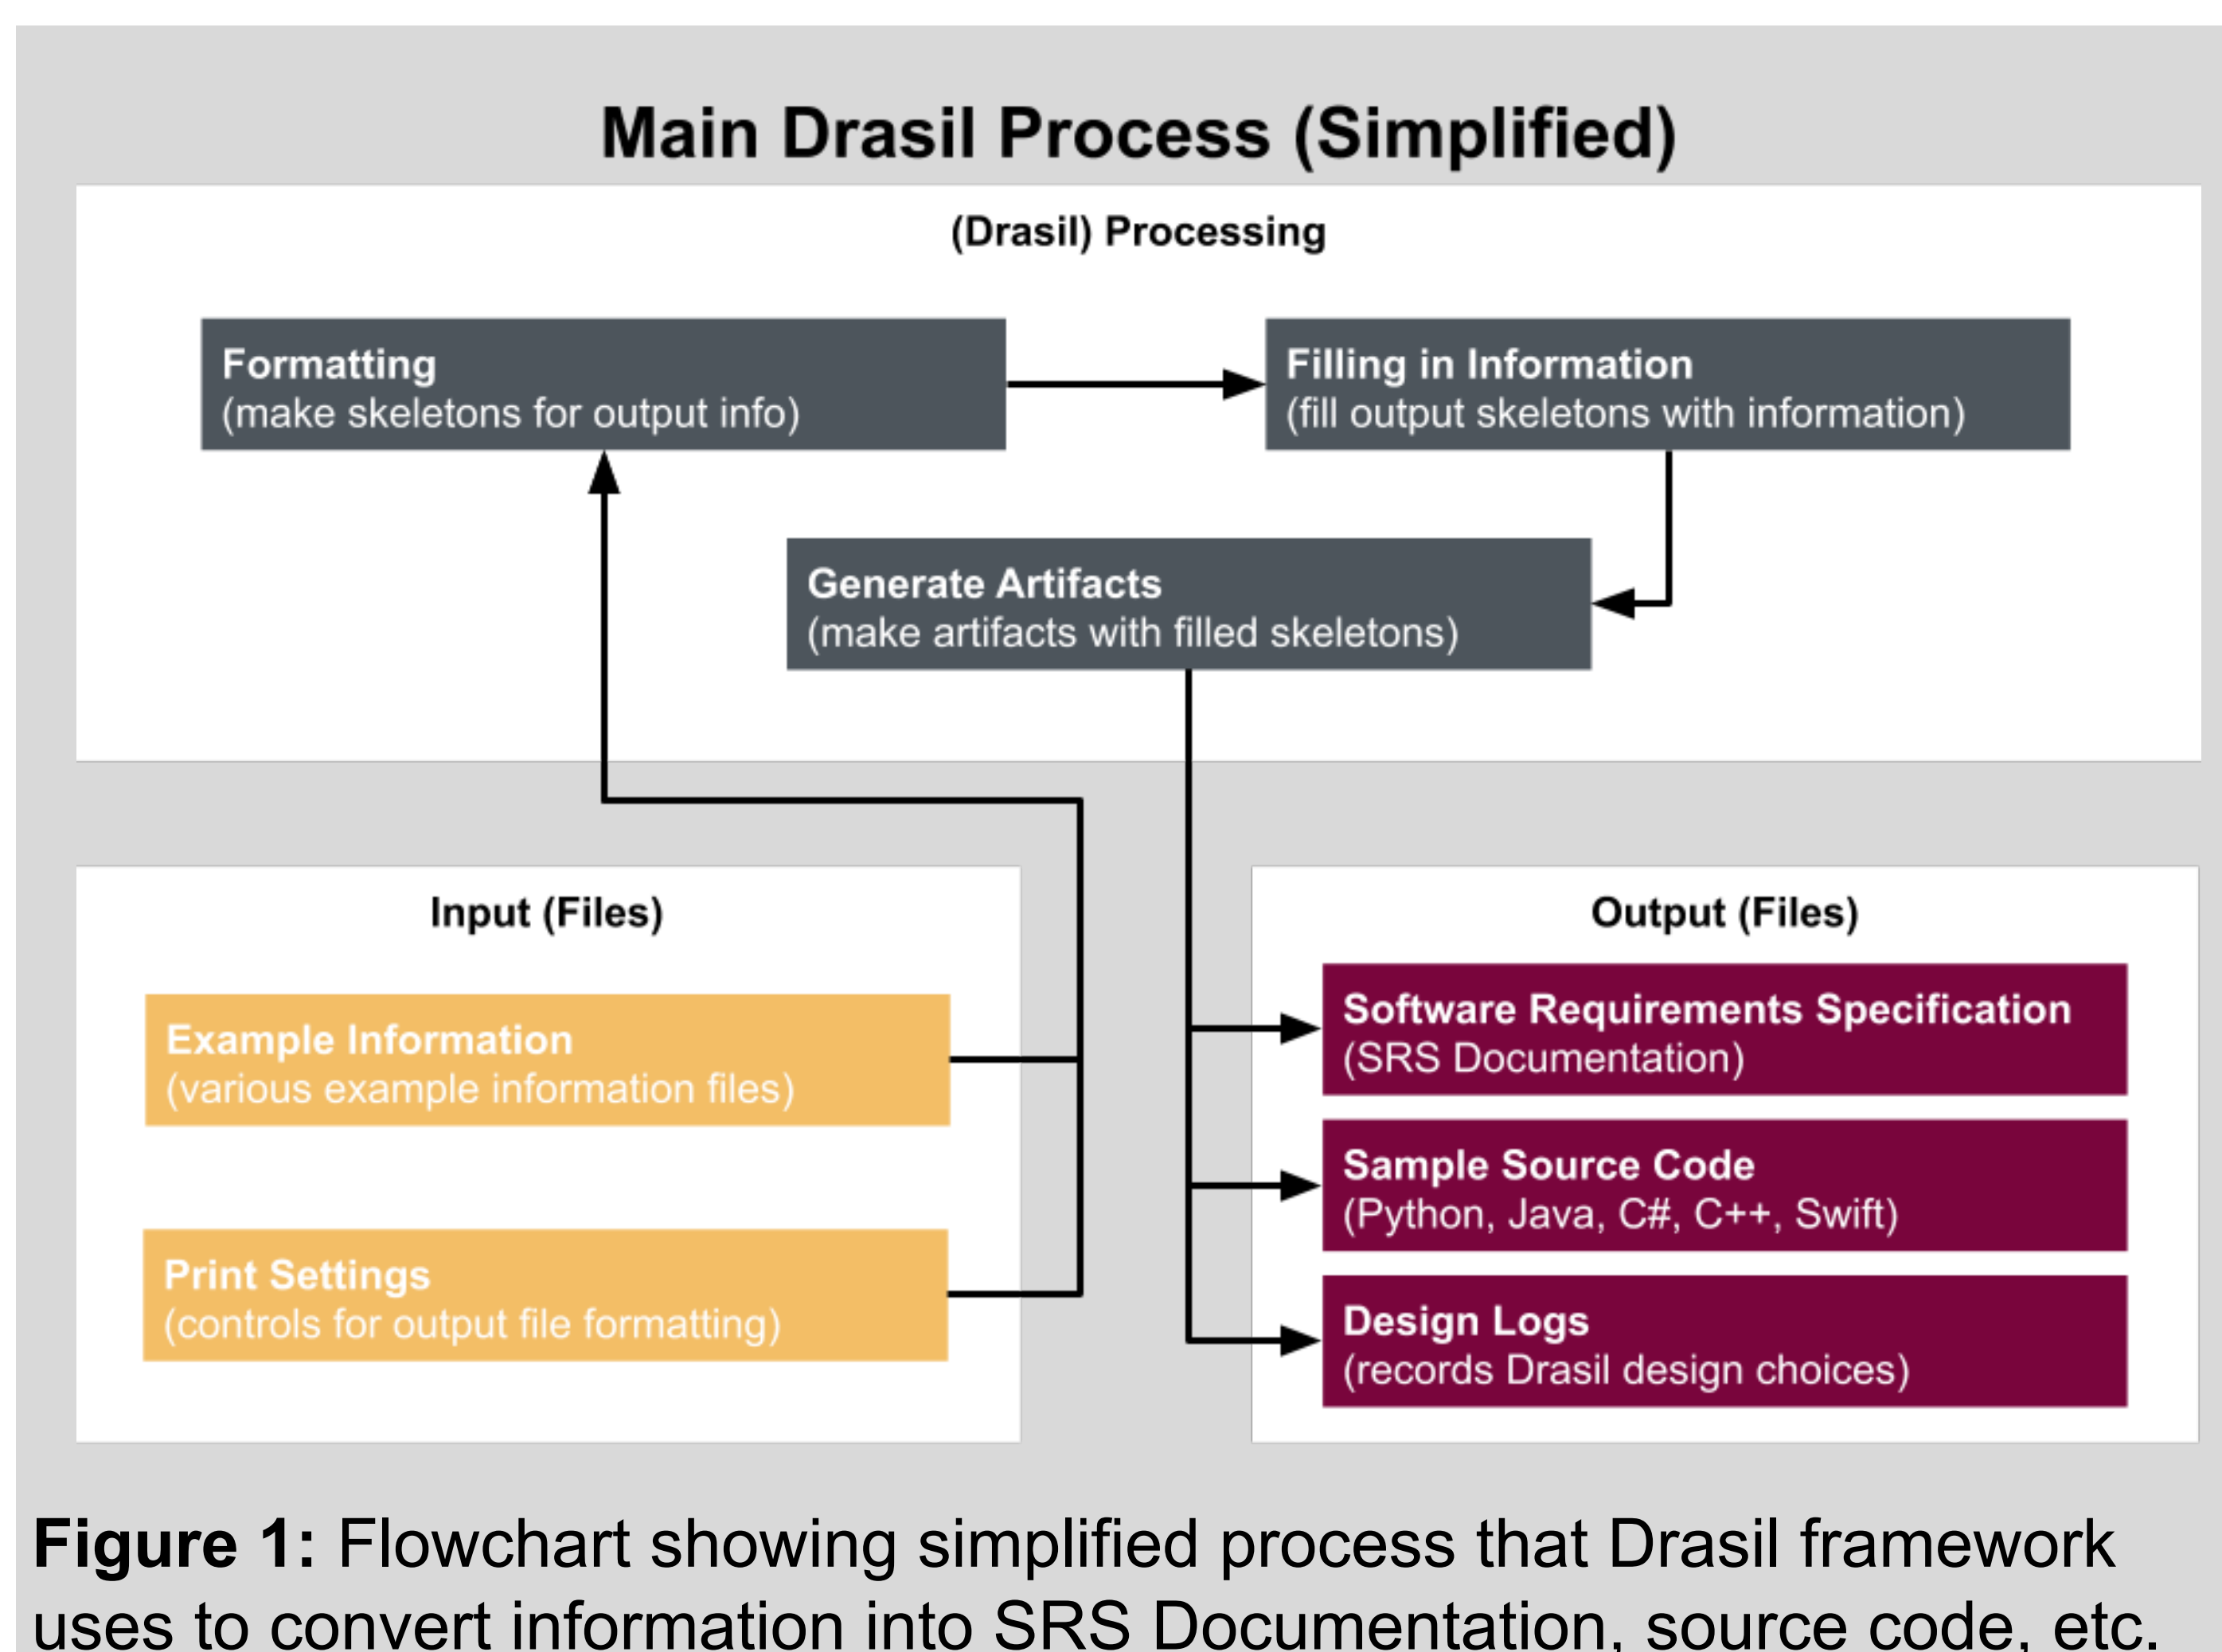 Main Drasil Process (Simplified)
(Drasil) Processing
Formatting
(make skeletons for output info)
Filling in Information
(fill output skeletons with information)
Generate Artifacts
(make artifacts with filled skeletons)
Input (Files)
Example Information
(various example information files)
Print Settings
(controls for output file formatting)
Output (Files)
Software Requirements Specification
(SRS Documentation)
Sample Source Code
(Python, Java, C#, C++, Swift)
Design Logs
(records Drasil design choices)
Figure 1: Flowchart showing simplified process that Drasil framework
uses to convert information into SRS Documentation, source code, etc.